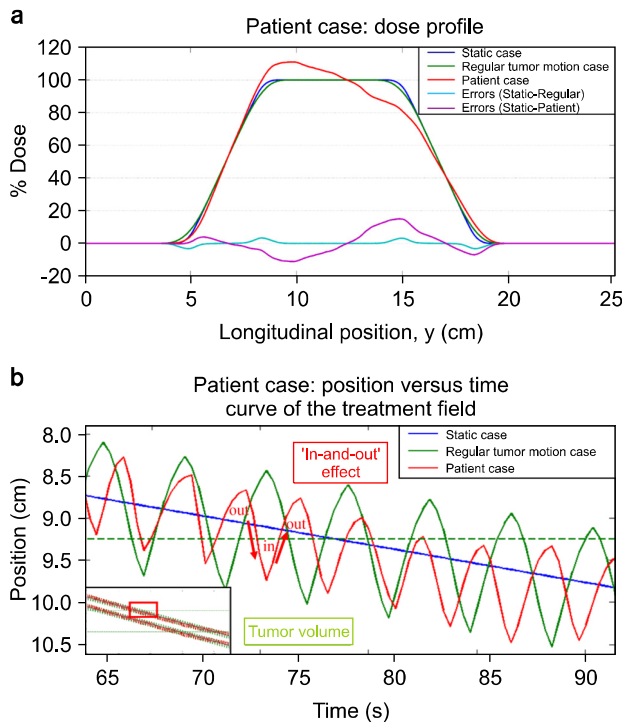 a
Patient case: dose profile
120
100
80
60
40
20
0
-20
% Dose
Static case
Regular tumor motion case
Patient case
Errors (Static-Regular)
Errors (Static-Patient)
0
5
10
15
20
25
Longitudinal position, y (cm)
b
Patient case: position versus time
curve of the treatment field
8.0
8.5
9.0
9.5
10.0
10.5
Position (cm)
Static case
Regular tumor motion case
Patient case
'In-and-out'
effect
out
in
out
Tumor volume
65
70
75
80
85
90
Time (s)